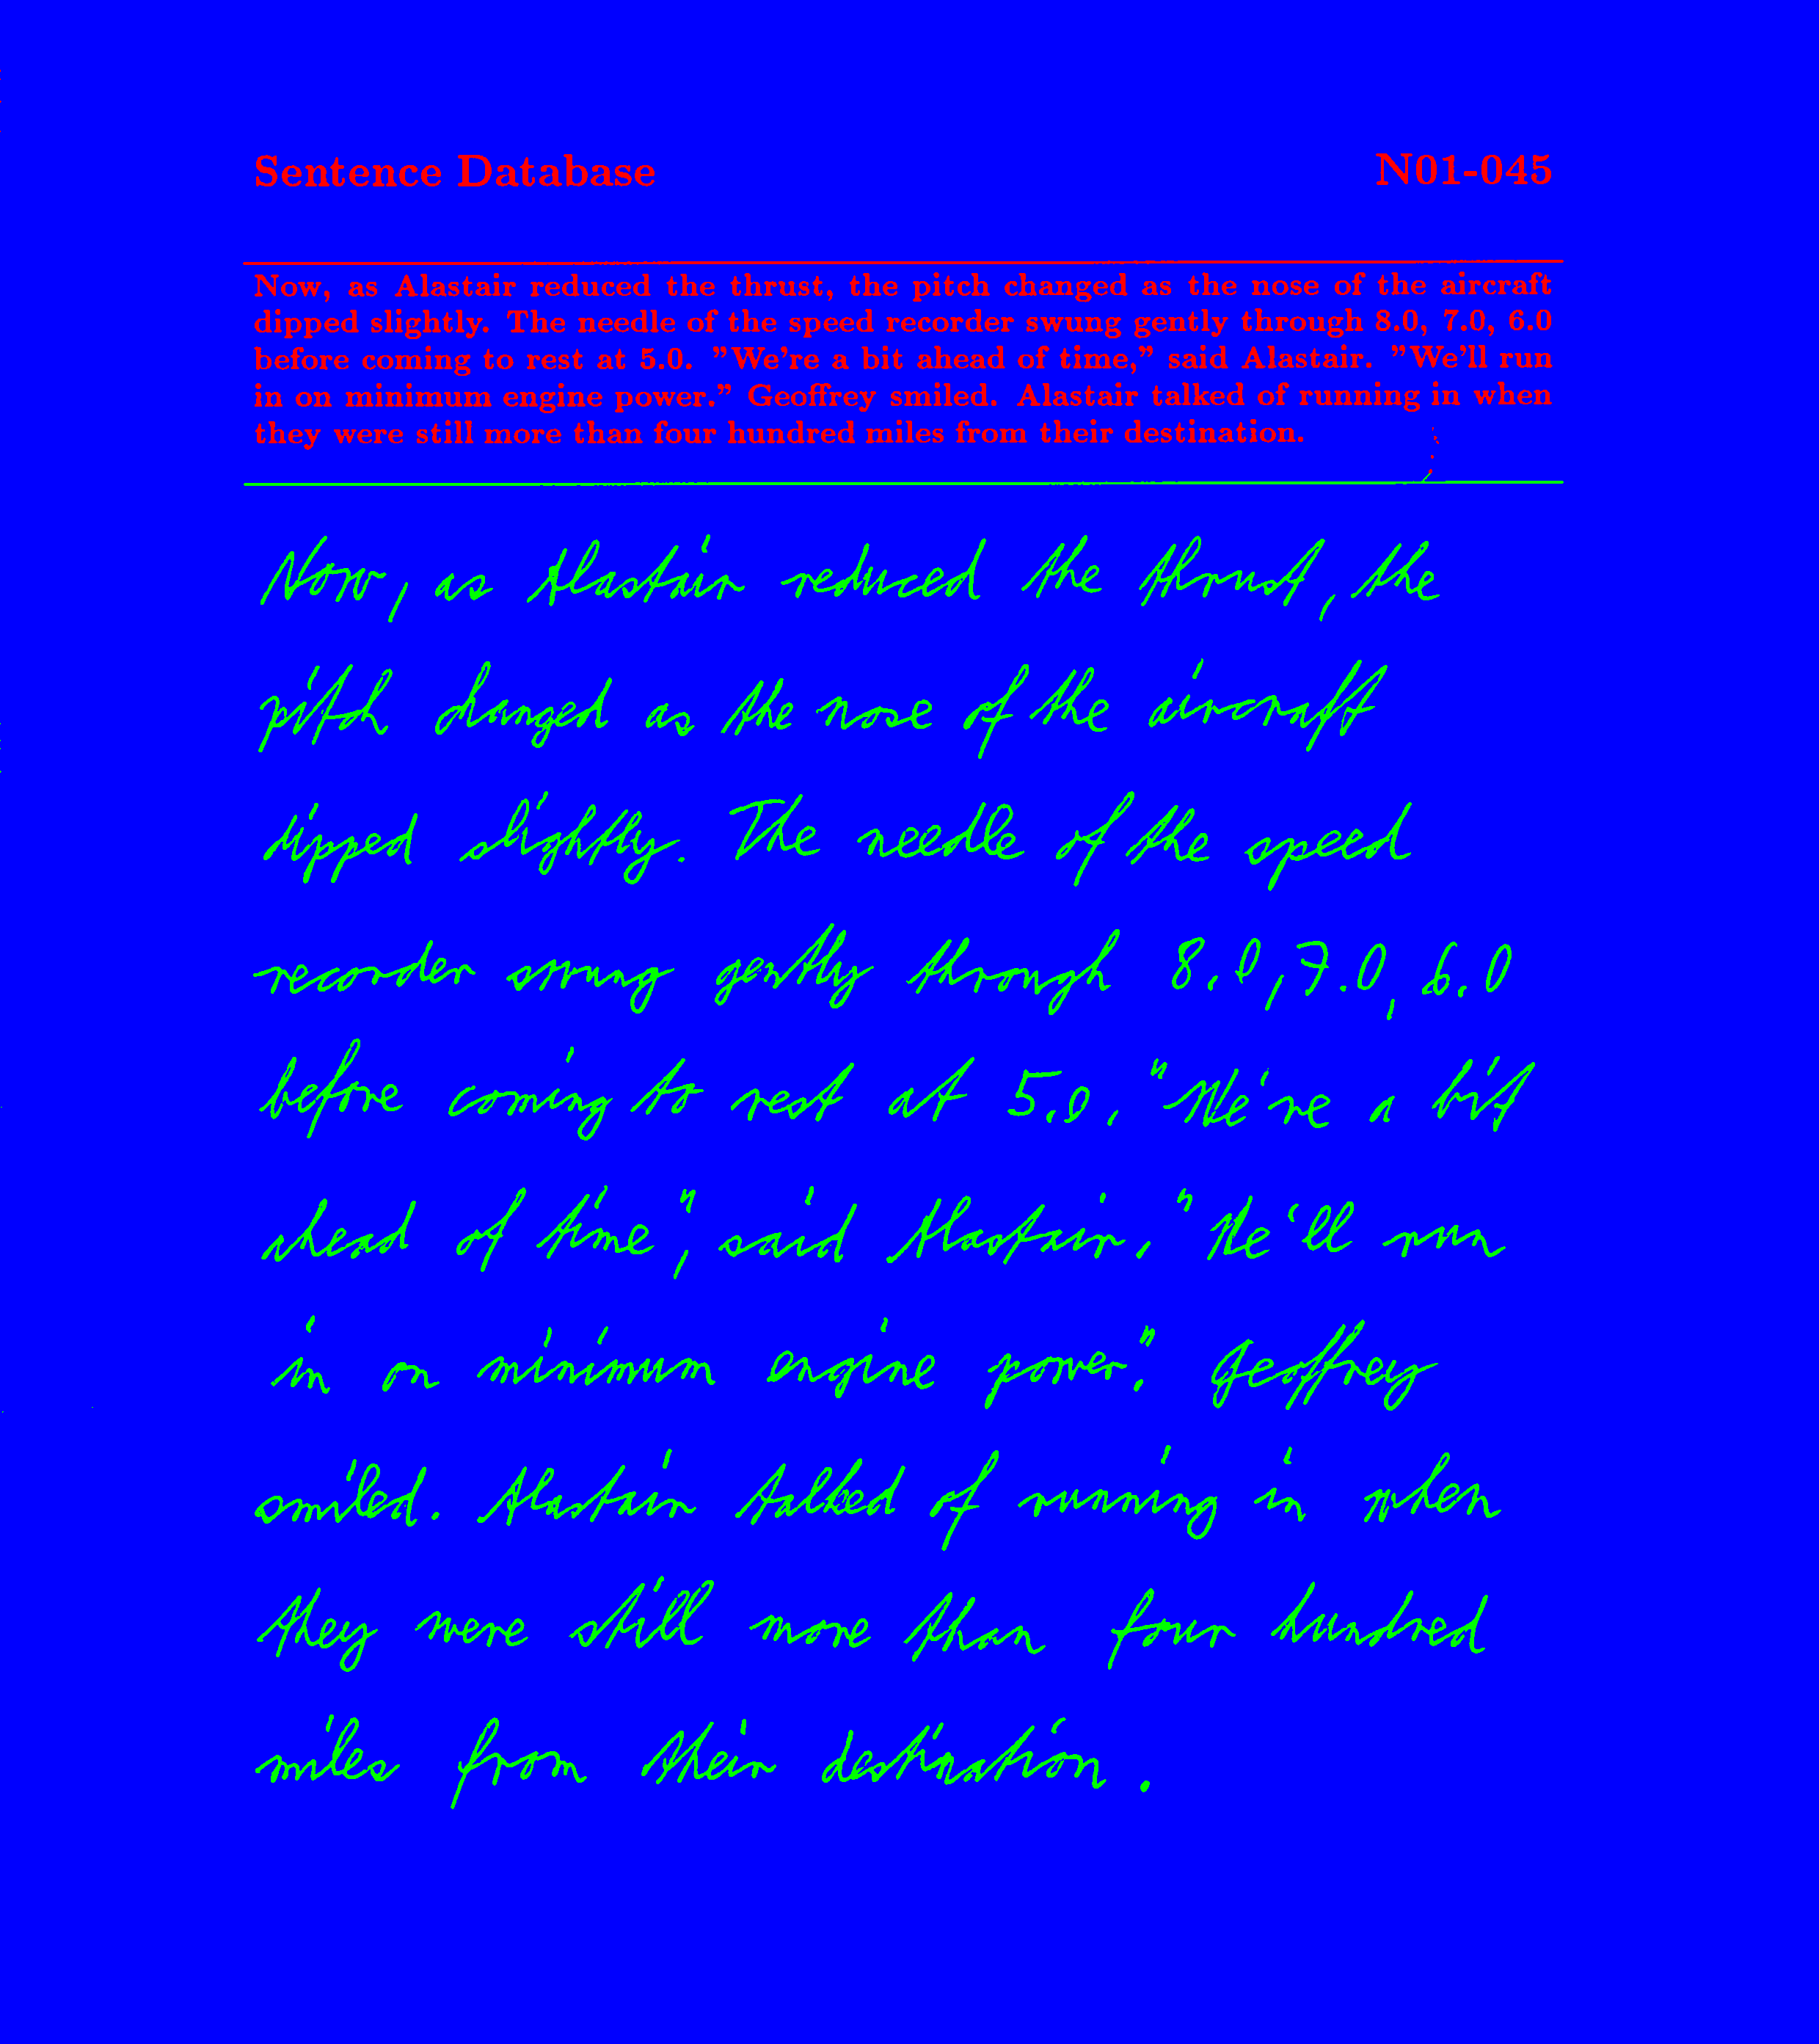 Sentence Database N01-045
Now, as Alastair reduced the thrust, the pitch changed as the nose of the aircraft
dipped slightly. The needle of the speed recorder swung gently through 8.0, 7.0, 6.0
before coming to rest at 5.0. "We're a bit ahead of time," said Alastair. "We'll run
in on minimum engine power." Geoffrey smiled. Alastair talked of running in when
they were still more than four hundred miles from their destination.
Now, as Alastair reduced the thrust, the
pitch changed as the nose of the aircraft
dipped slightly. The needle of the speed
recorder swung gently through 8.0, 7.0, 6.0
before coming to rest at 5.0. "We're a bit
ahead of time", said Alastair. "We'll run
in on minimum engine power". Geoffrey
smiled. Alastair talked of running in when
they were still more than four hundred
miles from their destination.